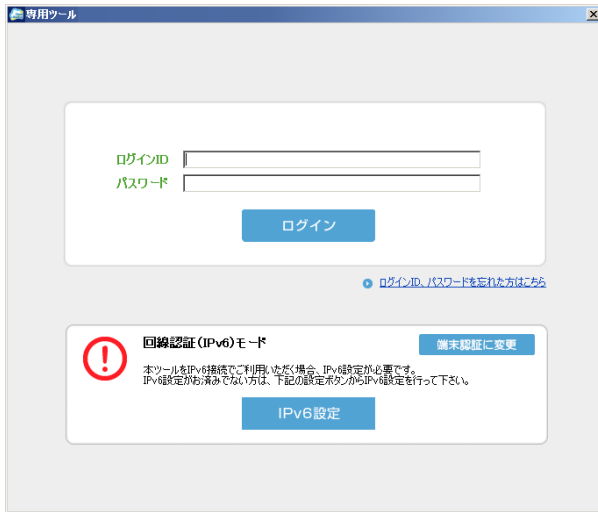 専用ツール
ログインID
パスワード
ログイン
ログインID、パスワードを忘れた方はこちら
回線認証(IPv6)モード
端末認証に変更
本ツールをIPv6接続でご利用いただく場合、IPv6設定が必要です。
IPv6設定がお済みでない方は、下記の設定ボタンからIPv6設定を行って下さい。
IPv6設定